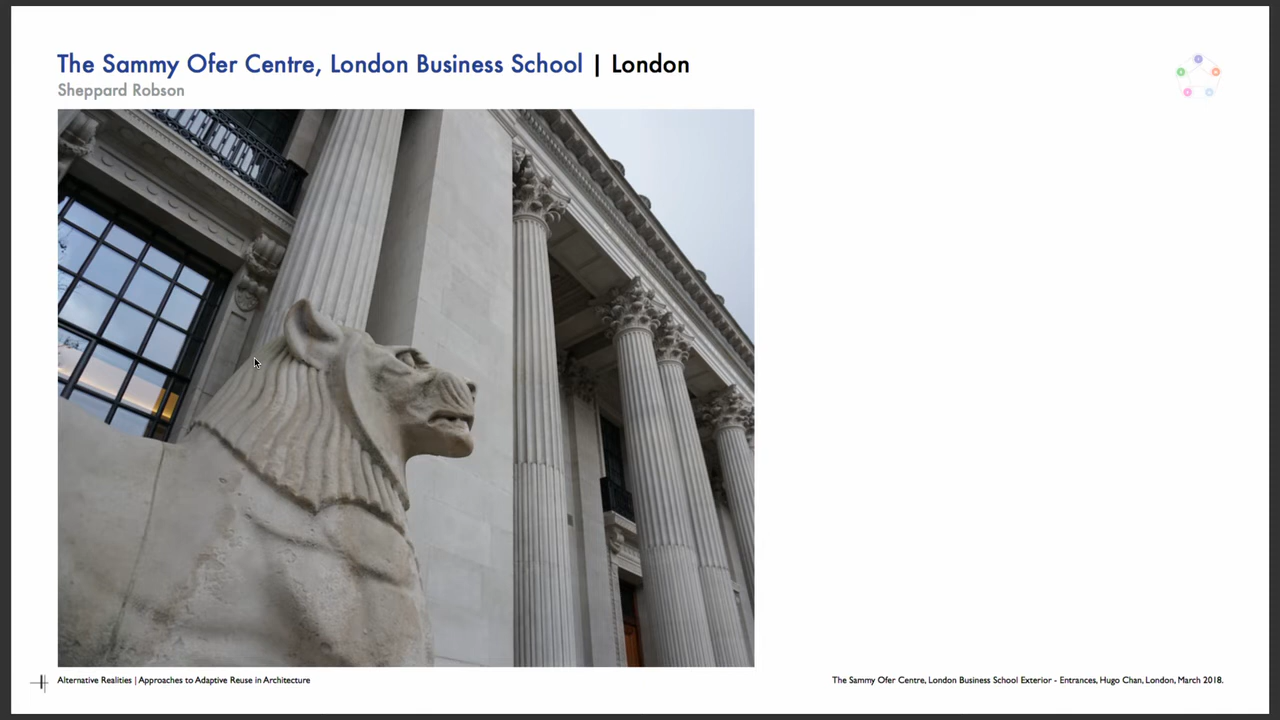 The Sammy Ofer Centre, London Business School | London
Sheppard Robson
Alternative Realities | Approaches to Adaptive Reuse in Architecture
The Sammy Ofer Centre, London Business School Exterior - Entrances, Hugo Chan, London, March 2018.